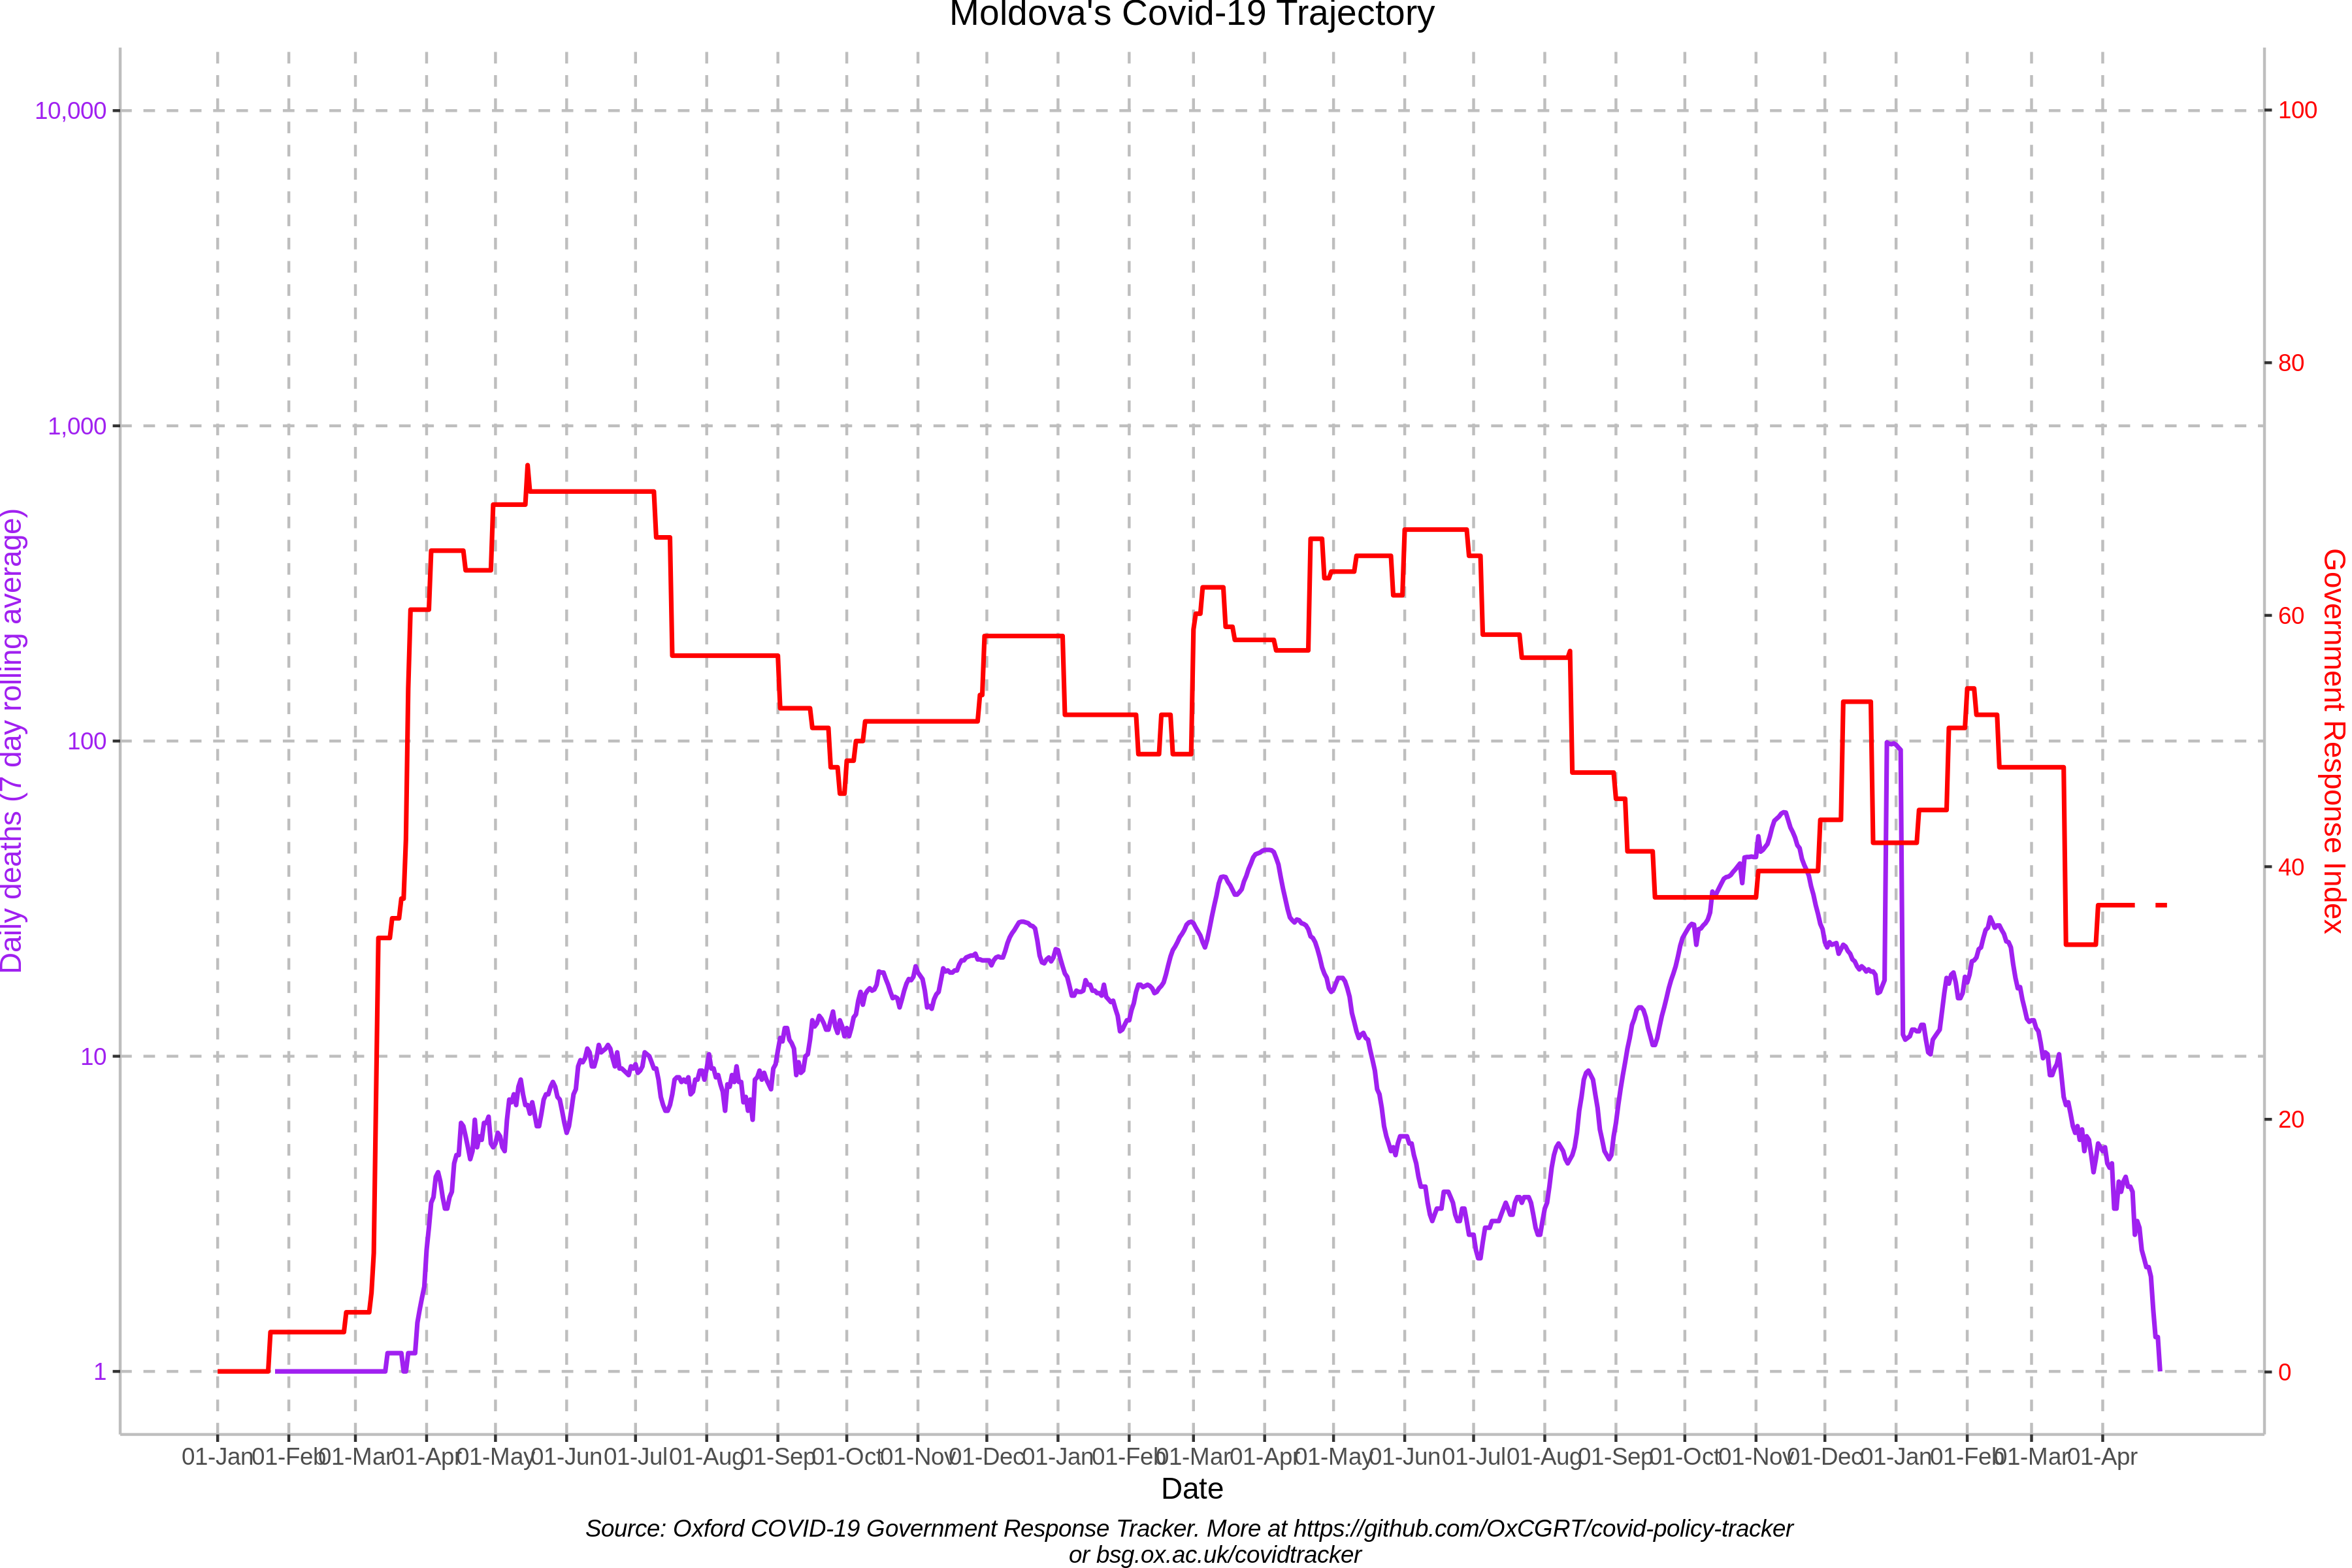 Moldova's Covid-19 Trajectory
10,000
1,000
100
10
1
Daily deaths (7 day rolling average)
100
80
60
40
20
0
Government Response Index
01-Jan 01-Feb 01-Mar 01-Apr 01-May 01-Jun 01-Jul 01-Aug 01-Sep 01-Oct 01-Nov 01-Dec 01-Jan 01-Feb 01-Mar 01-Apr 01-May 01-Jun 01-Jul 01-Aug 01-Sep 01-Oct 01-Nov 01-Dec 01-Jan 01-Feb 01-Mar 01-Apr
Date
Source: Oxford COVID-19 Government Response Tracker. More at https://github.com/OxCGRT/covid-policy-tracker
or bsg.ox.ac.uk/covidtracker